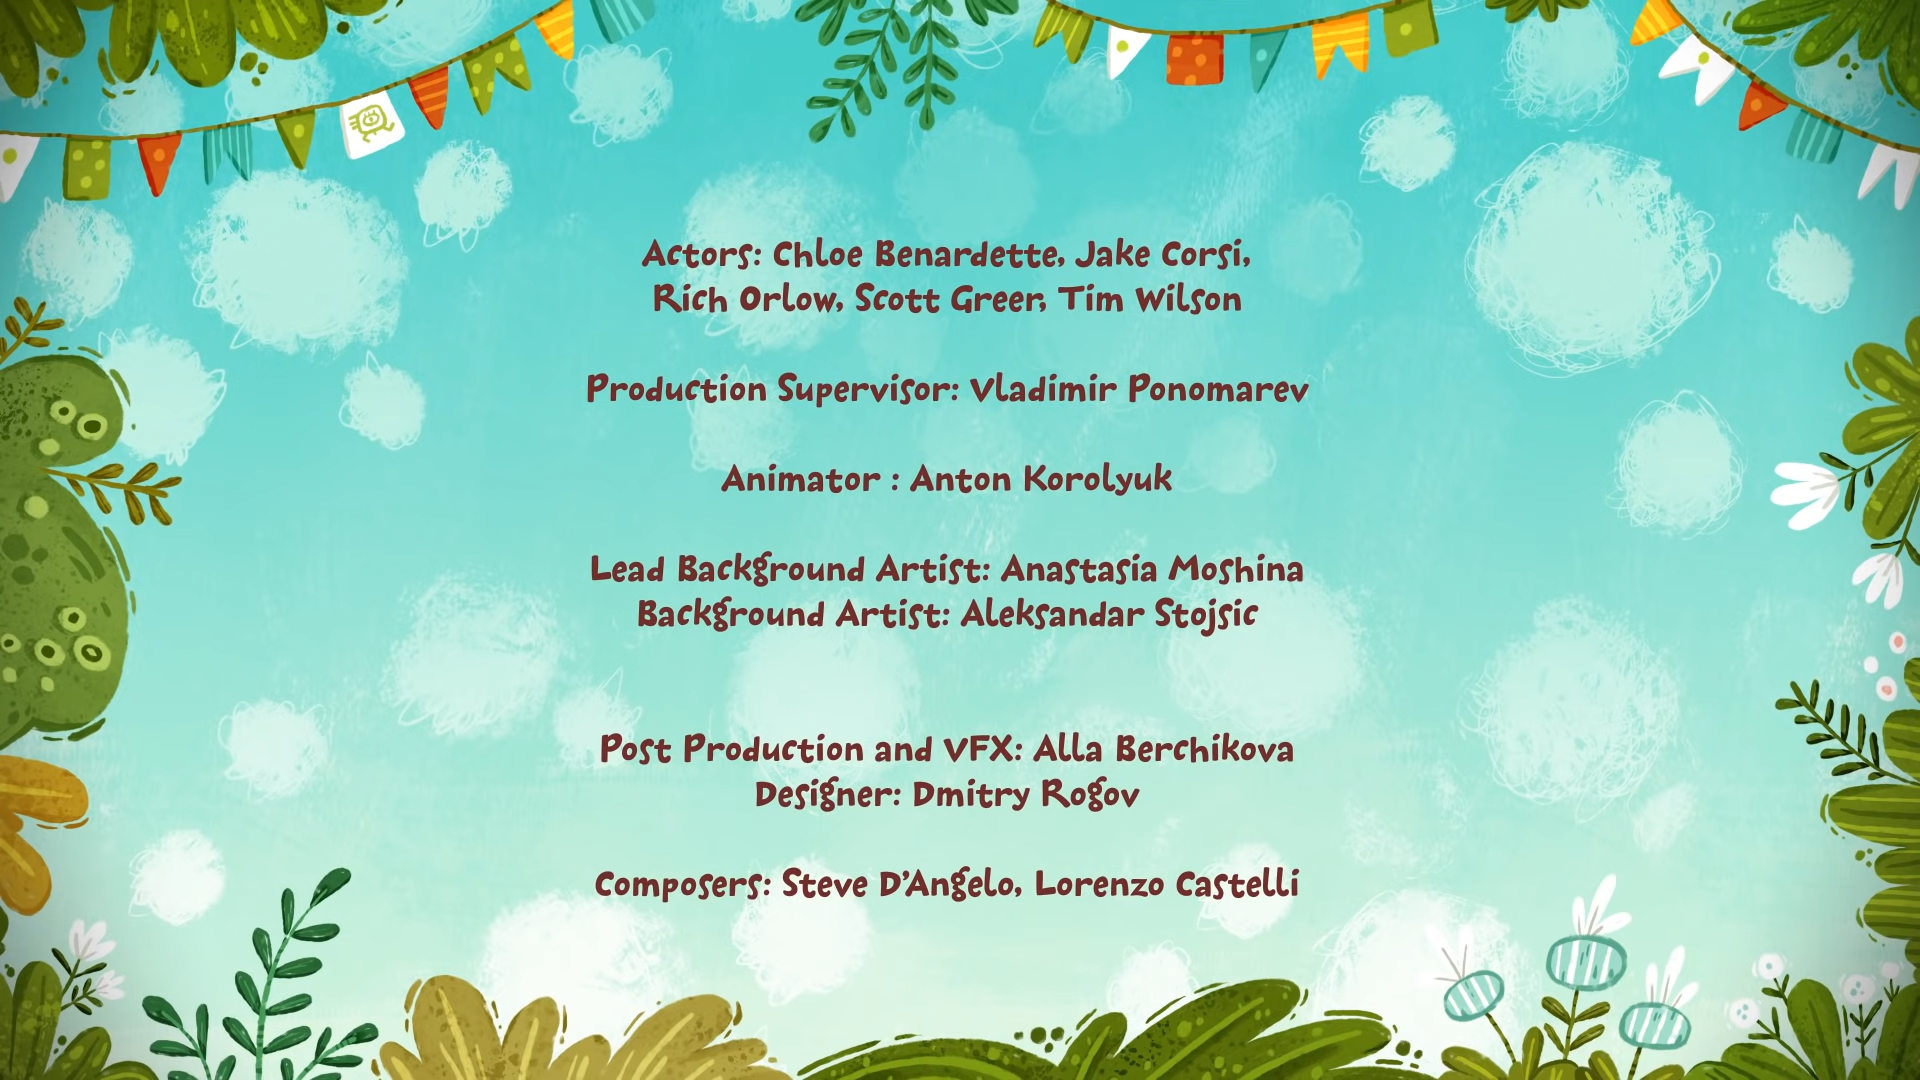 Actors: Chloe Benardette, Jake Corsi,
Rich Orlow, Scott Greer, Tim Wilson
Production Supervisor: Vladimir Ponomarev
Animator : Anton Korolyuk
Lead Background Artist: Anastasia Moshina
Background Artist: Aleksandar Stojsic
Post Production and VFX: Alla Berchikova
Designer: Dmitry Rogov
Composers: Steve D’Angelo, Lorenzo Castelli